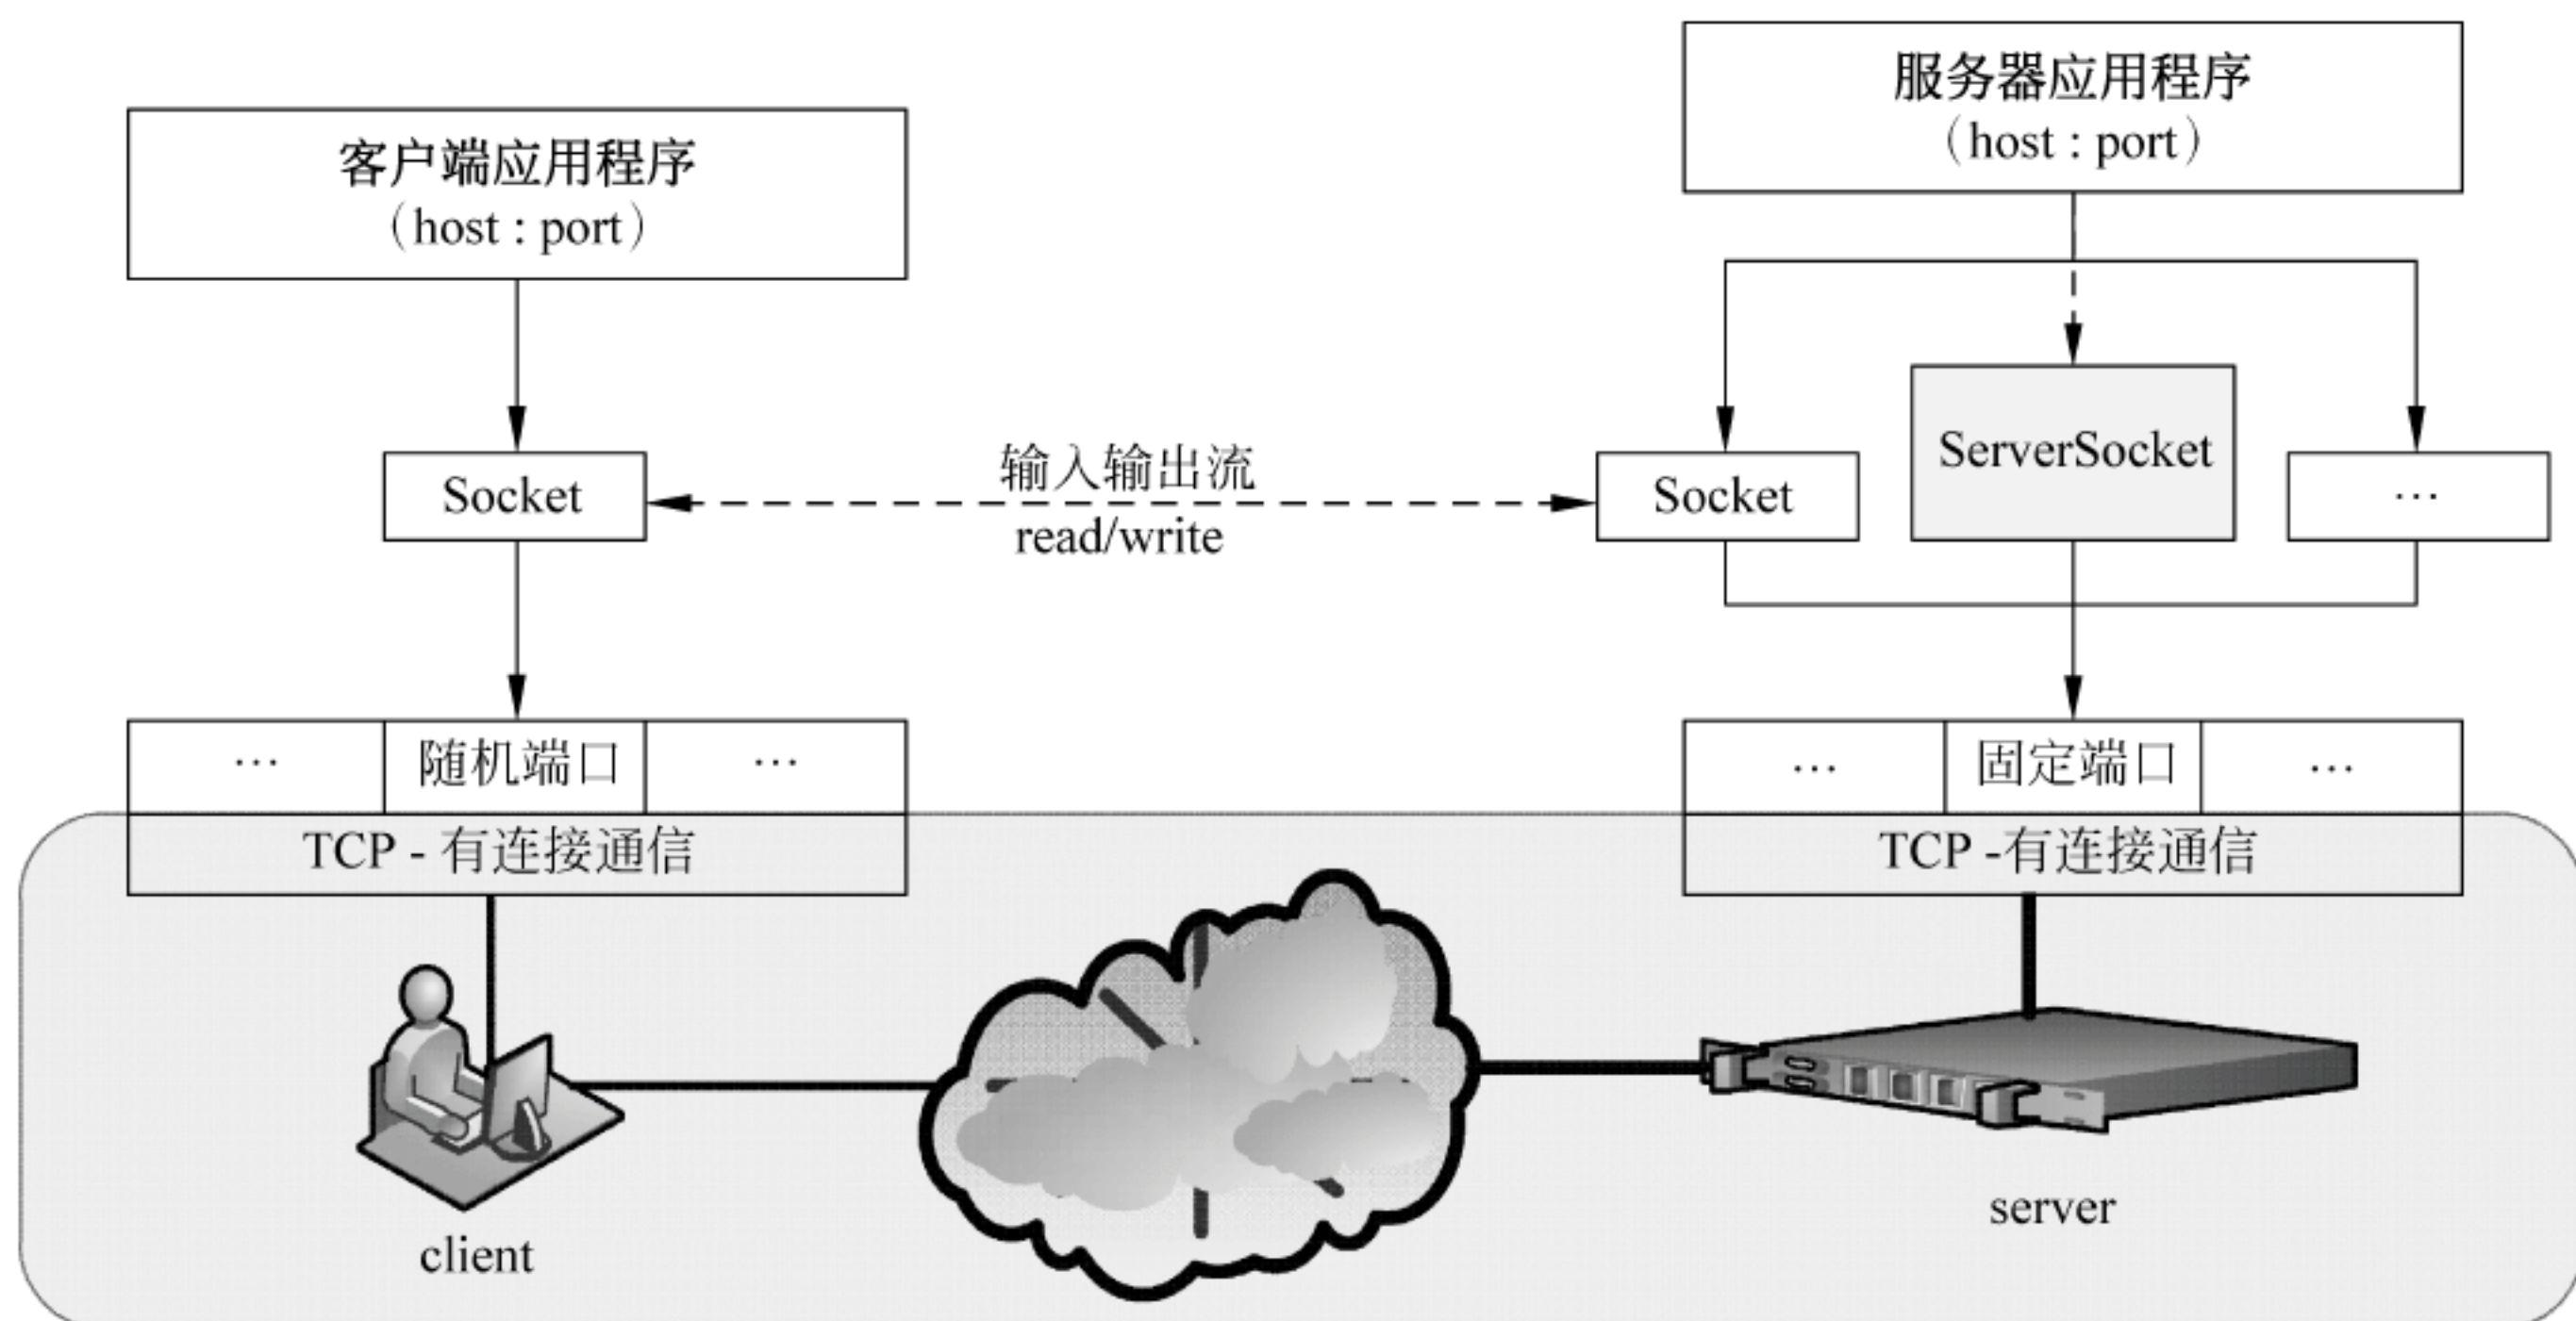 客户端应用程序
（host : port）
服务器应用程序
（host : port）
Socket
输入输出流
read/write
Socket
ServerSocket
…
… 随机端口 …
TCP - 有连接通信
… 固定端口 …
TCP -有连接通信
client
server